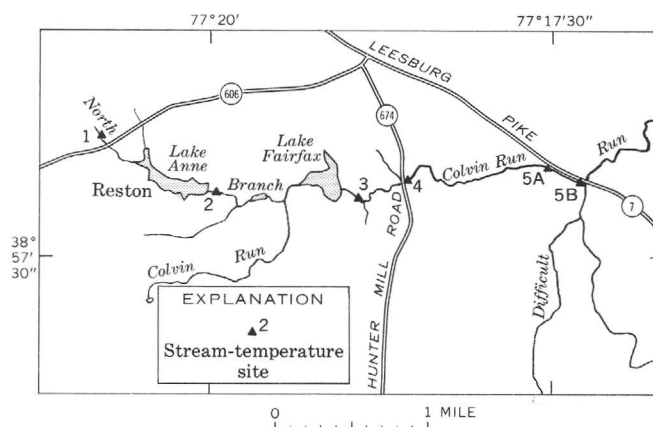 77°20′
77°17′30″
LEESBURG PIKE
606
674
North
1
Lake
Anne
Lake
Fairfax
Reston
2
Branch
3
4
Colvin Run
5A
5B
Run
7
38°
57′
30″
Colvin Run
HUNTER MILL ROAD
Difficult
EXPLANATION
2
Stream-temperature
site
0
1 MILE